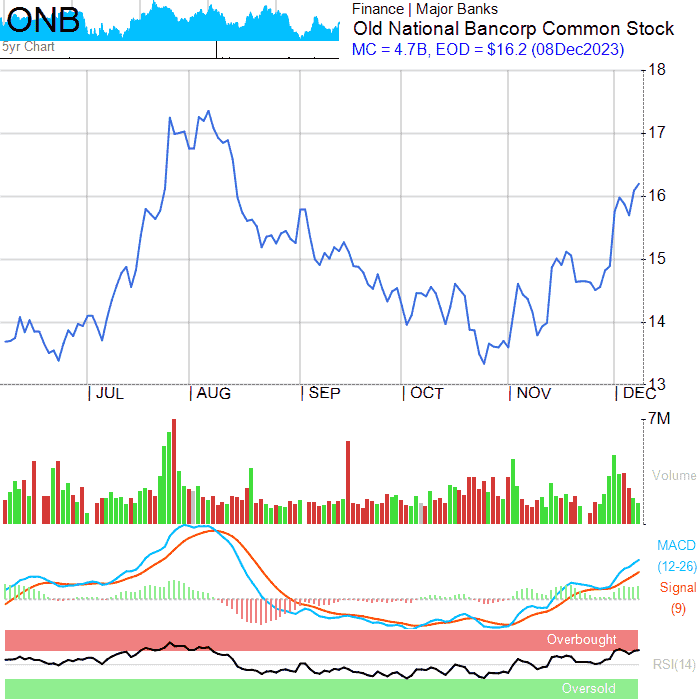 ONB
5yr Chart
Finance | Major Banks
Old National Bancorp Common Stock
MC = 4.7B, EOD = $16.2 (08Dec2023)
18
17
16
15
14
13
JUL AUG SEP OCT NOV DEC
7M
Volume
MACD
(12-26)
Signal
(9)
Overbought
RSI(14)
Oversold